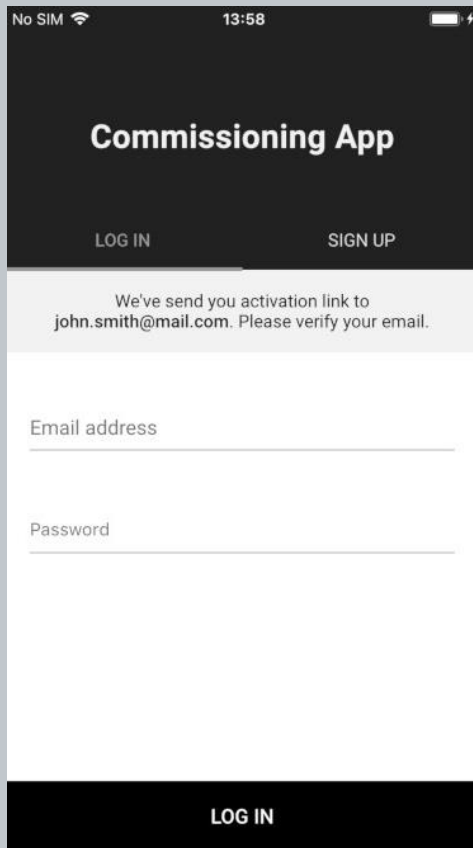 No SIM 13:58
Commissioning App
LOG IN SIGN UP
We've send you activation link to
john.smith@mail.com. Please verify your email.
Email address
Password
LOG IN